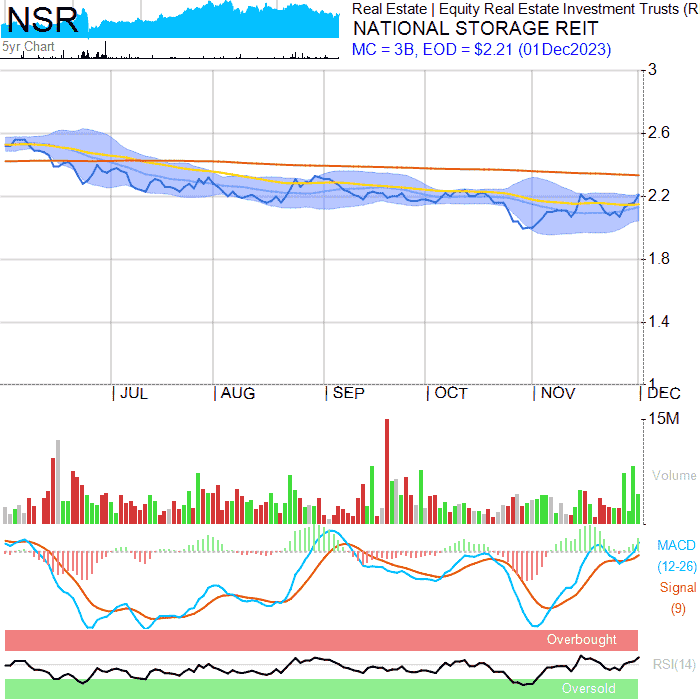 NSR
5yr Chart
Real Estate | Equity Real Estate Investment Trusts (R
NATIONAL STORAGE REIT
MC = 3B, EOD = $2.21 (01Dec2023)
3
2.6
2.2
1.8
1.4
1
JUL AUG SEP OCT NOV DEC
15M
Volume
MACD
(12-26)
Signal
(9)
Overbought
RSI(14)
Oversold